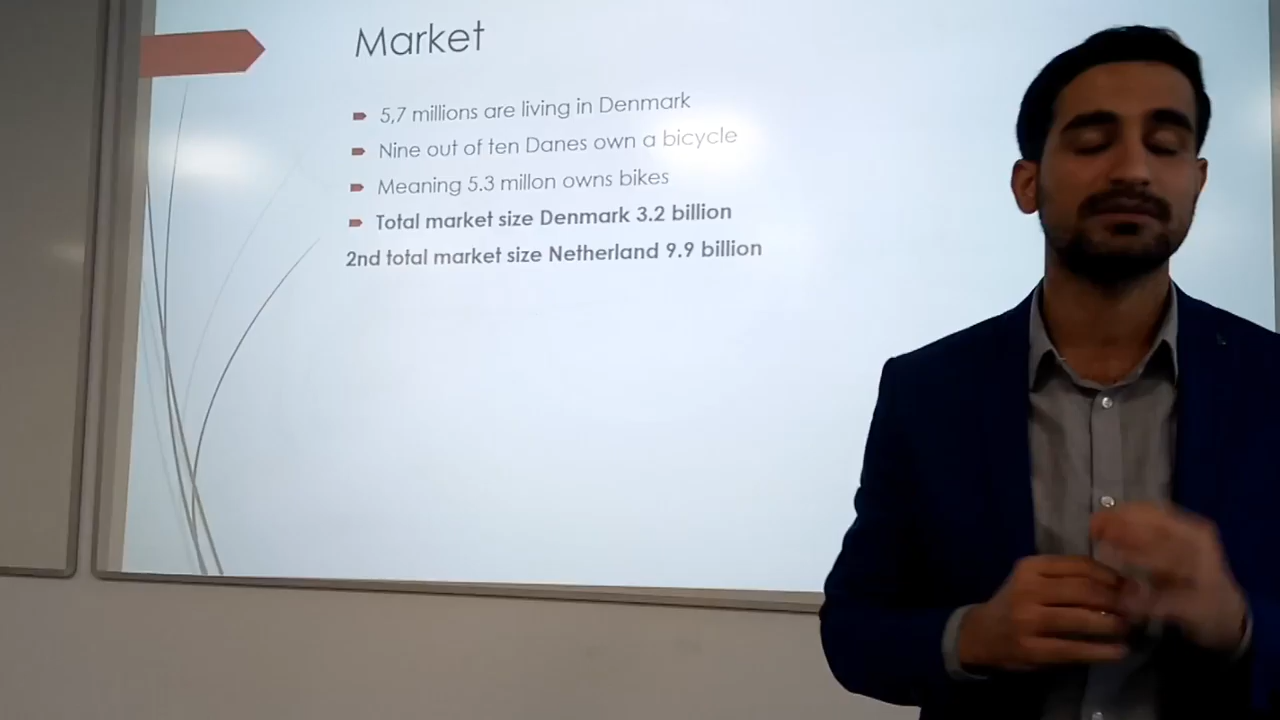 Market
5,7 millions are living in Denmark
Nine out of ten Danes own a bicycle
Meaning 5.3 millon owns bikes
Total market size Denmark 3.2 billion
2nd total market size Netherland 9.9 billion